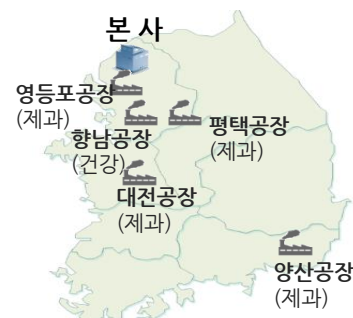 본 사
영등포공장
(제과)
향남공장
(건강)
평택공장
(제과)
대전공장
(제과)
양산공장
(제과)